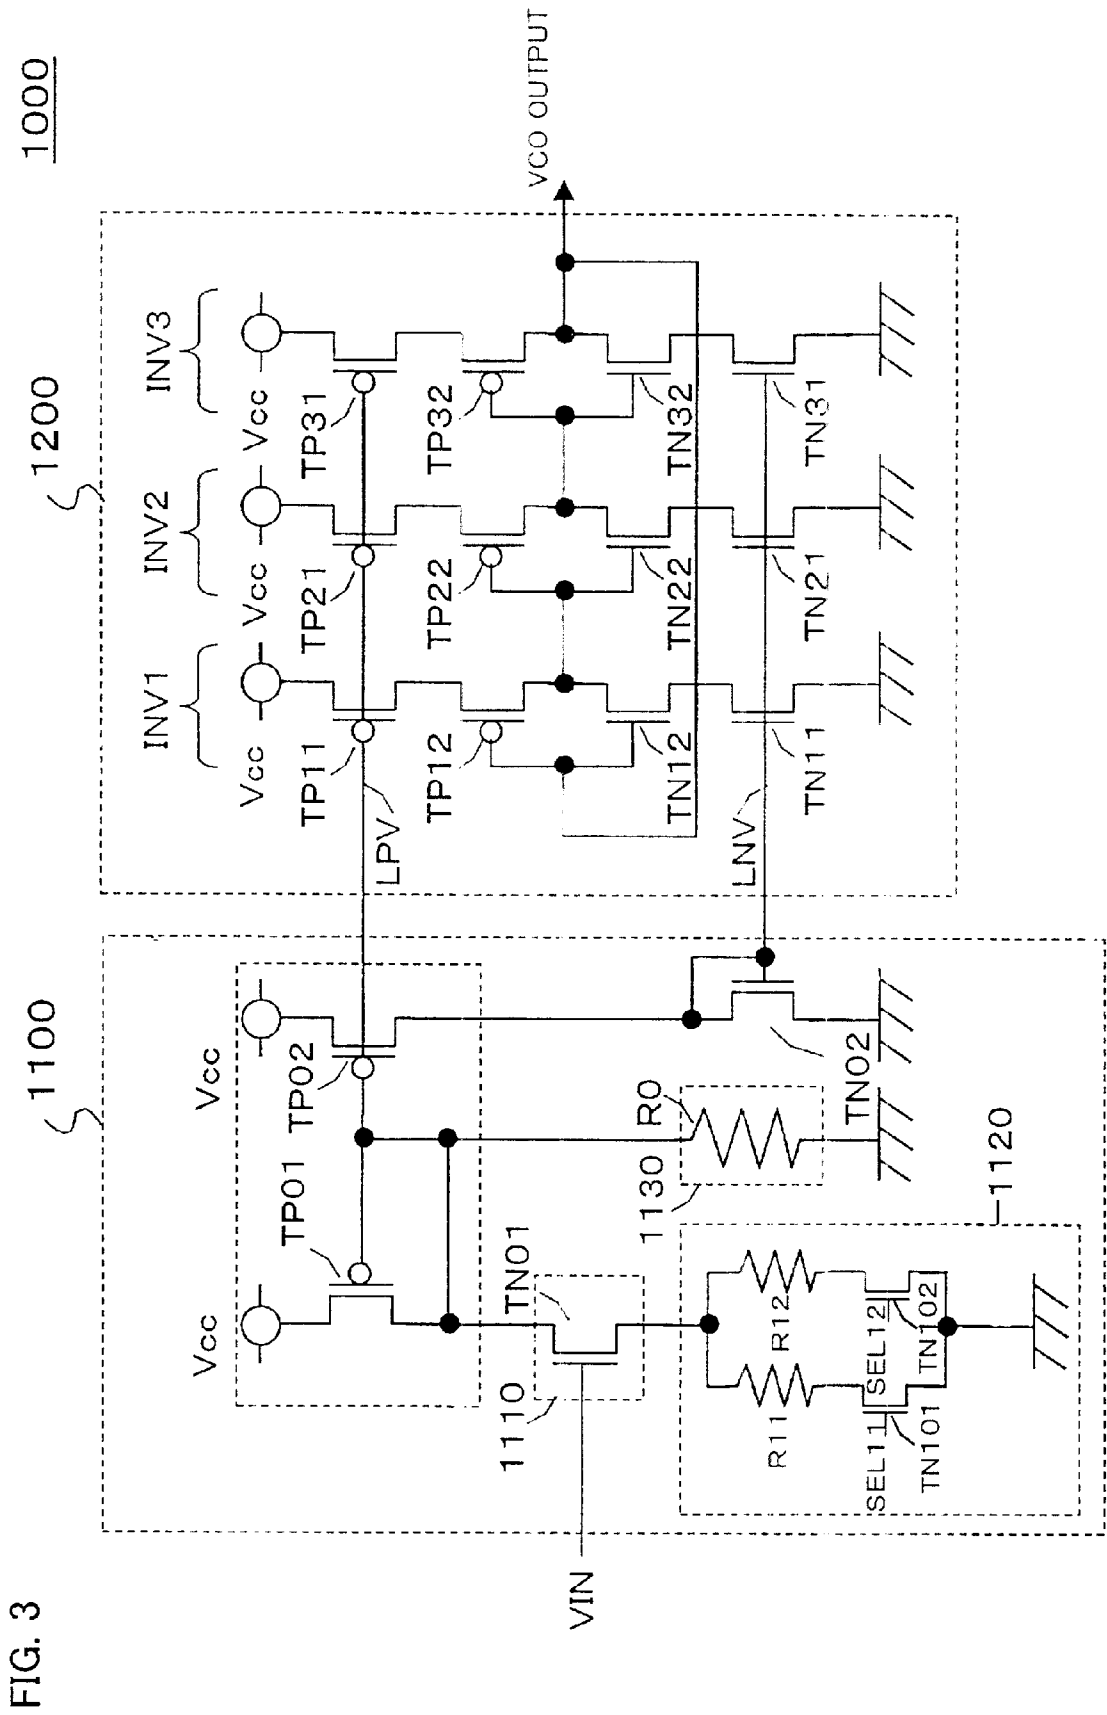 FIG. 3
1000
1100
1200
INV1
INV2
INV3
Vcc
Vcc
Vcc
Vcc
Vcc
TP01
TP02
TP11
TP21
TP31
LPV
TP12
TP22
TP32
VCO OUTPUT
VIN
1110
TN01
1130
R0
TN12
TN22
TN32
LNV
R11
R12
TN02
TN11
TN21
TN31
SEL11
SEL12
TN101
TN102
1120